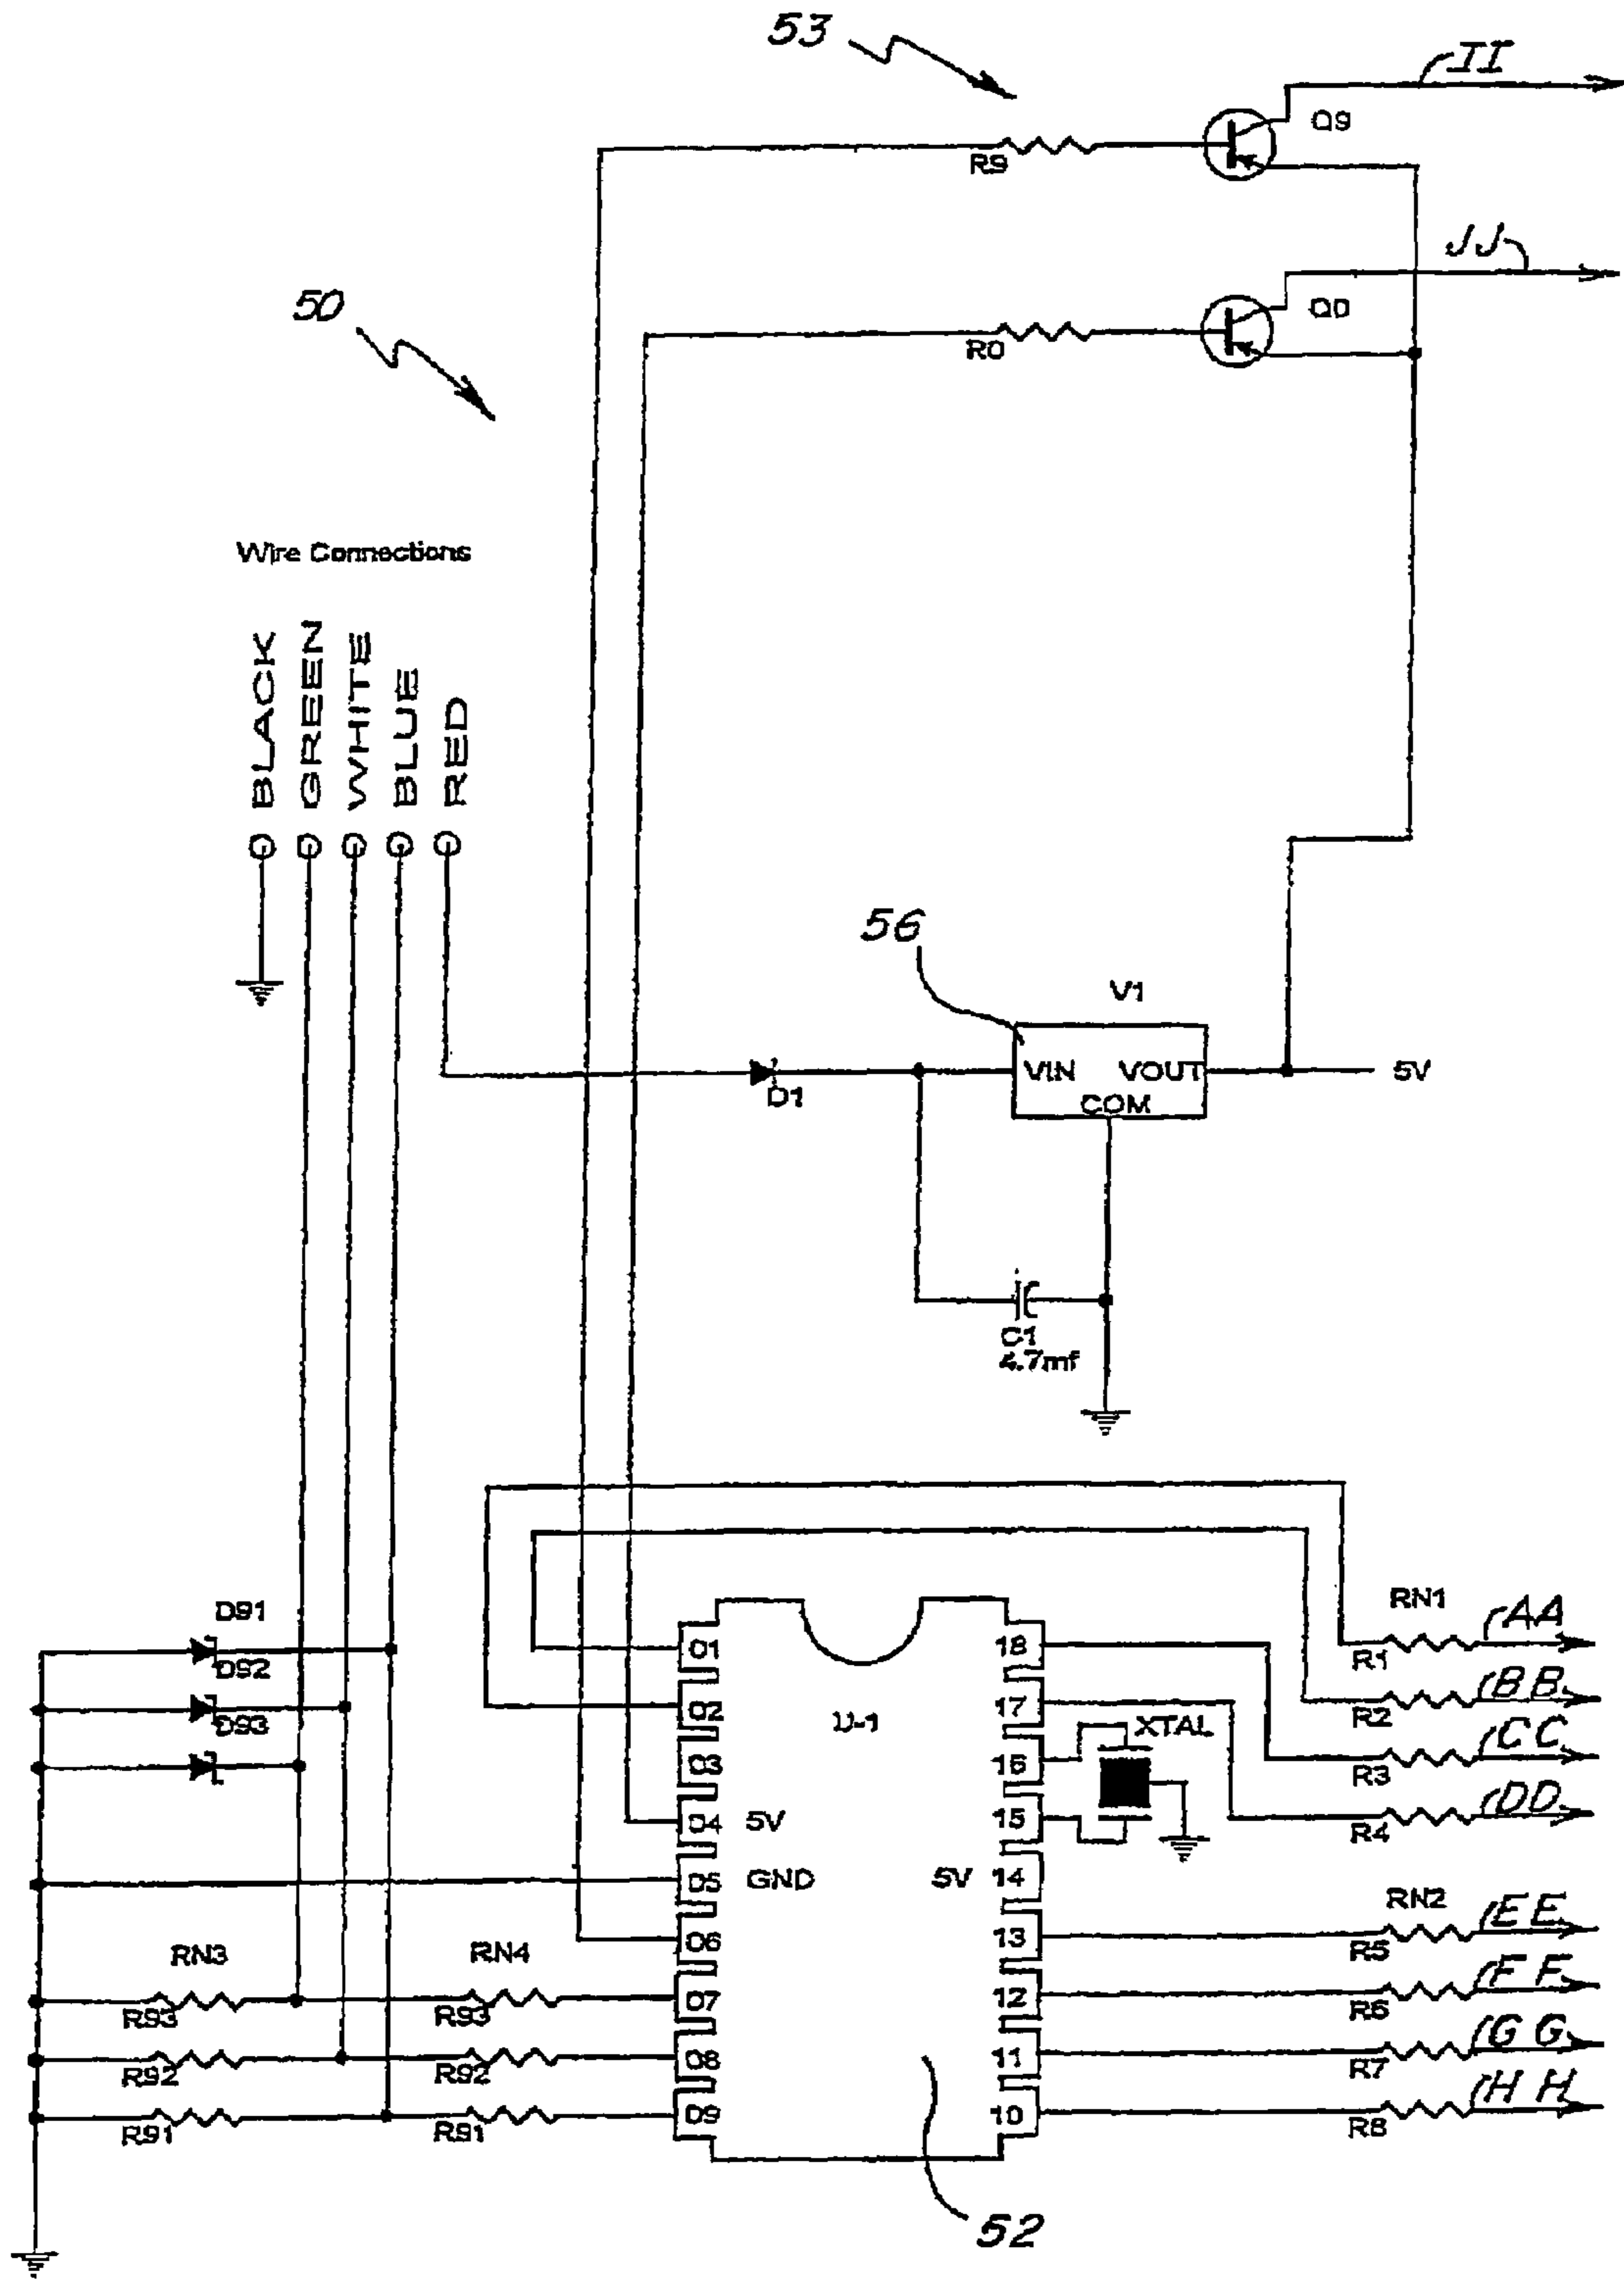 53
II
Q9
R9
JJ
Q0
R0
50
Wire Connections
BLACK
GREEN
WHITE
BLUE
RED
56
V1
VIN VOUT
COM
5V
D1
C1
4.7mf
D91
D92
D93
RN1
AA
R1
BB
R2
CC
R3
DD
R4
01
02
03
04 5V
05 GND
06
07
08
09
U-1
18
17
16
15
5V 14
13
12
11
10
XTAL
RN2
EE
R5
FF
R6
GG
R7
HH
R8
RN3
RN4
R93
R93
R92
R92
R91
R91
52